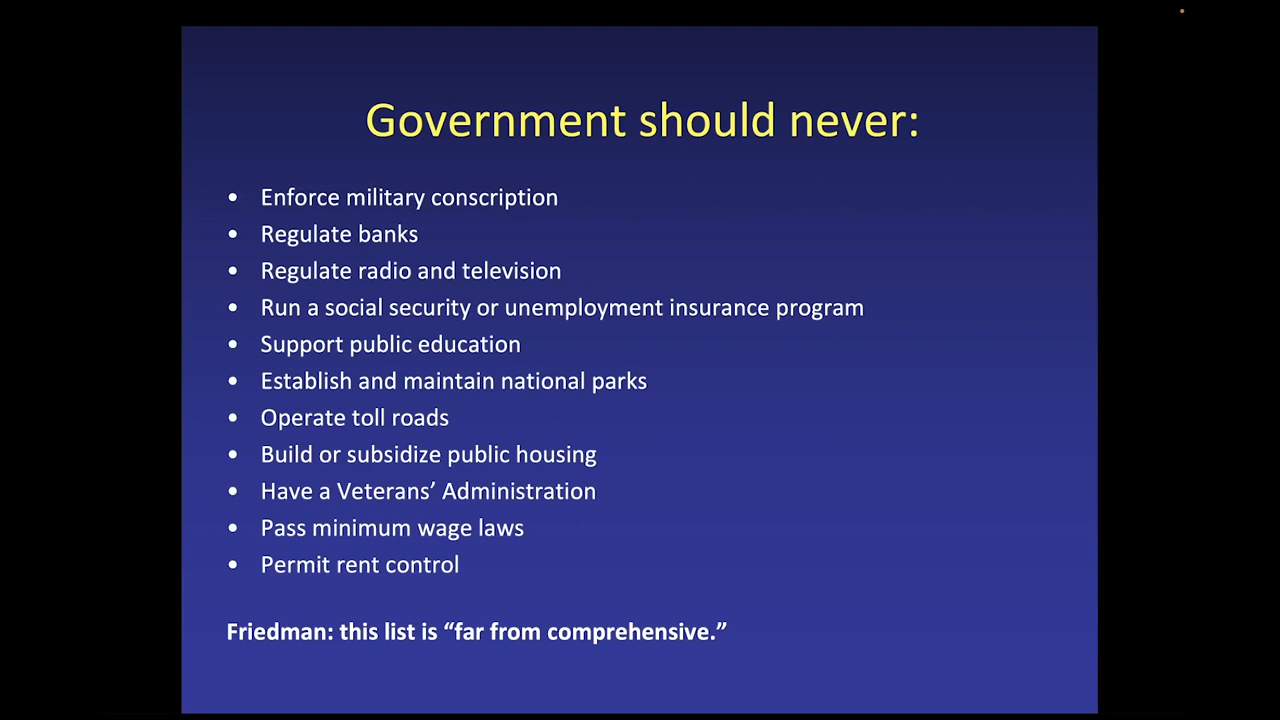 Government should never:
• Enforce military conscription
• Regulate banks
• Regulate radio and television
• Run a social security or unemployment insurance program
• Support public education
• Establish and maintain national parks
• Operate toll roads
• Build or subsidize public housing
• Have a Veterans’ Administration
• Pass minimum wage laws
• Permit rent control
Friedman: this list is “far from comprehensive.”